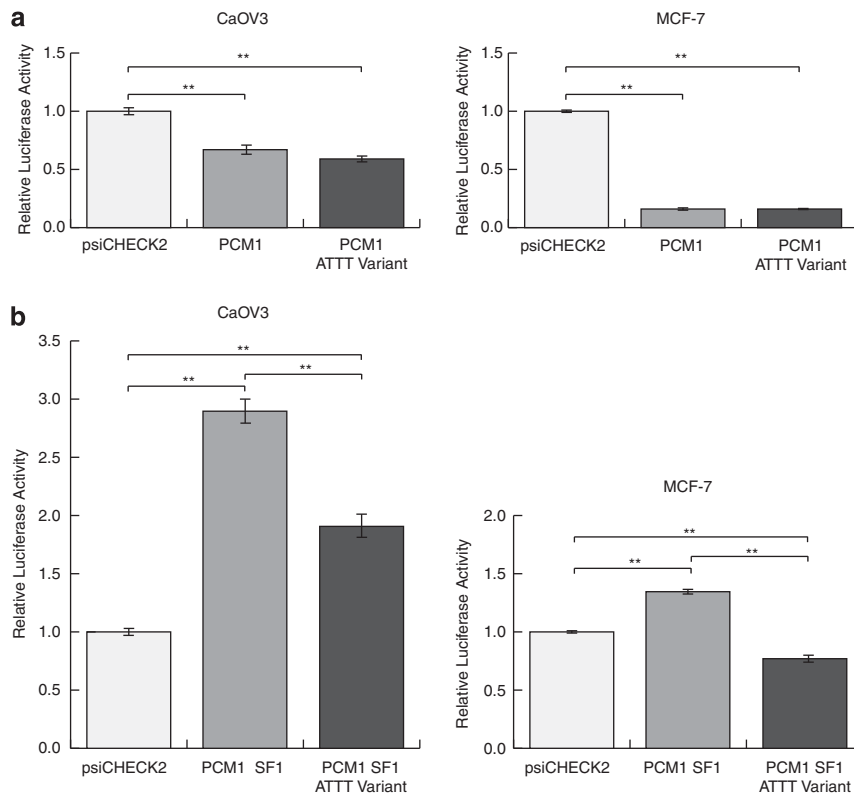 a
CaOV3
Relative Luciferase Activity
1.5
1.0
0.5
0.0
**
**
psiCHECK2
PCM1
PCM1
ATTT Variant
MCF-7
Relative Luciferase Activity
1.5
1.0
0.5
0.0
**
**
psiCHECK2
PCM1
PCM1
ATTT Variant
b
CaOV3
Relative Luciferase Activity
3.5
3.0
2.5
2.0
1.5
1.0
0.5
0.0
**
**
**
psiCHECK2
PCM1 SF1
PCM1 SF1
ATTT Variant
MCF-7
Relative Luciferase Activity
2.0
1.5
1.0
0.5
0.0
**
**
**
psiCHECK2
PCM1 SF1
PCM1 SF1
ATTT Variant